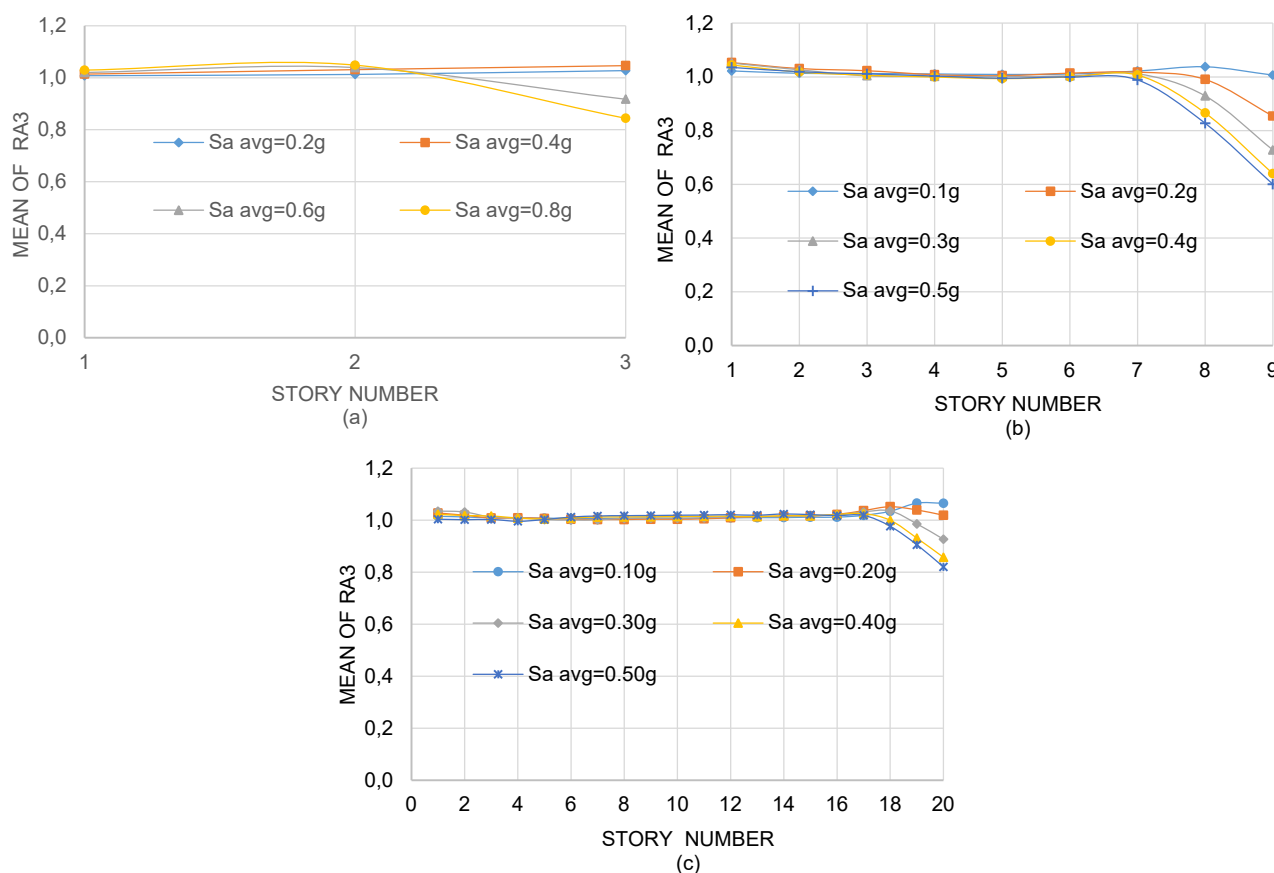 1,2
1,0
0,8
0,6
0,4
0,2
0,0
MEAN OF RA3
Sa avg=0.2g Sa avg=0.4g
Sa avg=0.6g Sa avg=0.8g
1 2 3
STORY NUMBER
(a)
1,2
1,0
0,8
0,6
0,4
0,2
0,0
MEAN OF RA3
Sa avg=0.1g Sa avg=0.2g
Sa avg=0.3g Sa avg=0.4g
Sa avg=0.5g
1 2 3 4 5 6 7 8 9
STORY NUMBER
(b)
1,2
1,0
0,8
0,6
0,4
0,2
0,0
MEAN OF RA3
Sa avg=0.10g Sa avg=0.20g
Sa avg=0.30g Sa avg=0.40g
Sa avg=0.50g
0 2 4 6 8 10 12 14 16 18 20
STORY NUMBER
(c)